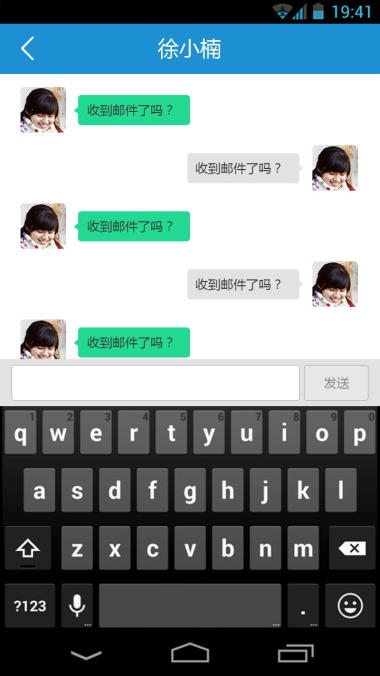 19:41
徐小楠
收到邮件了吗？
收到邮件了吗？
收到邮件了吗？
收到邮件了吗？
收到邮件了吗？
发送
1 2 3 4 5 6 7 8 9 0
q w e r t y u i o p
a s d f g h j k l
z x c v b n m
?123 ... . ... ...